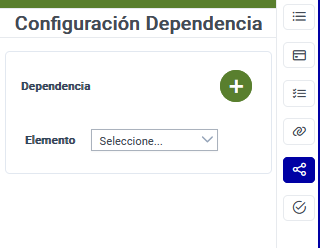 Configuración Dependencia
Dependencia
Elemento Seleccione...